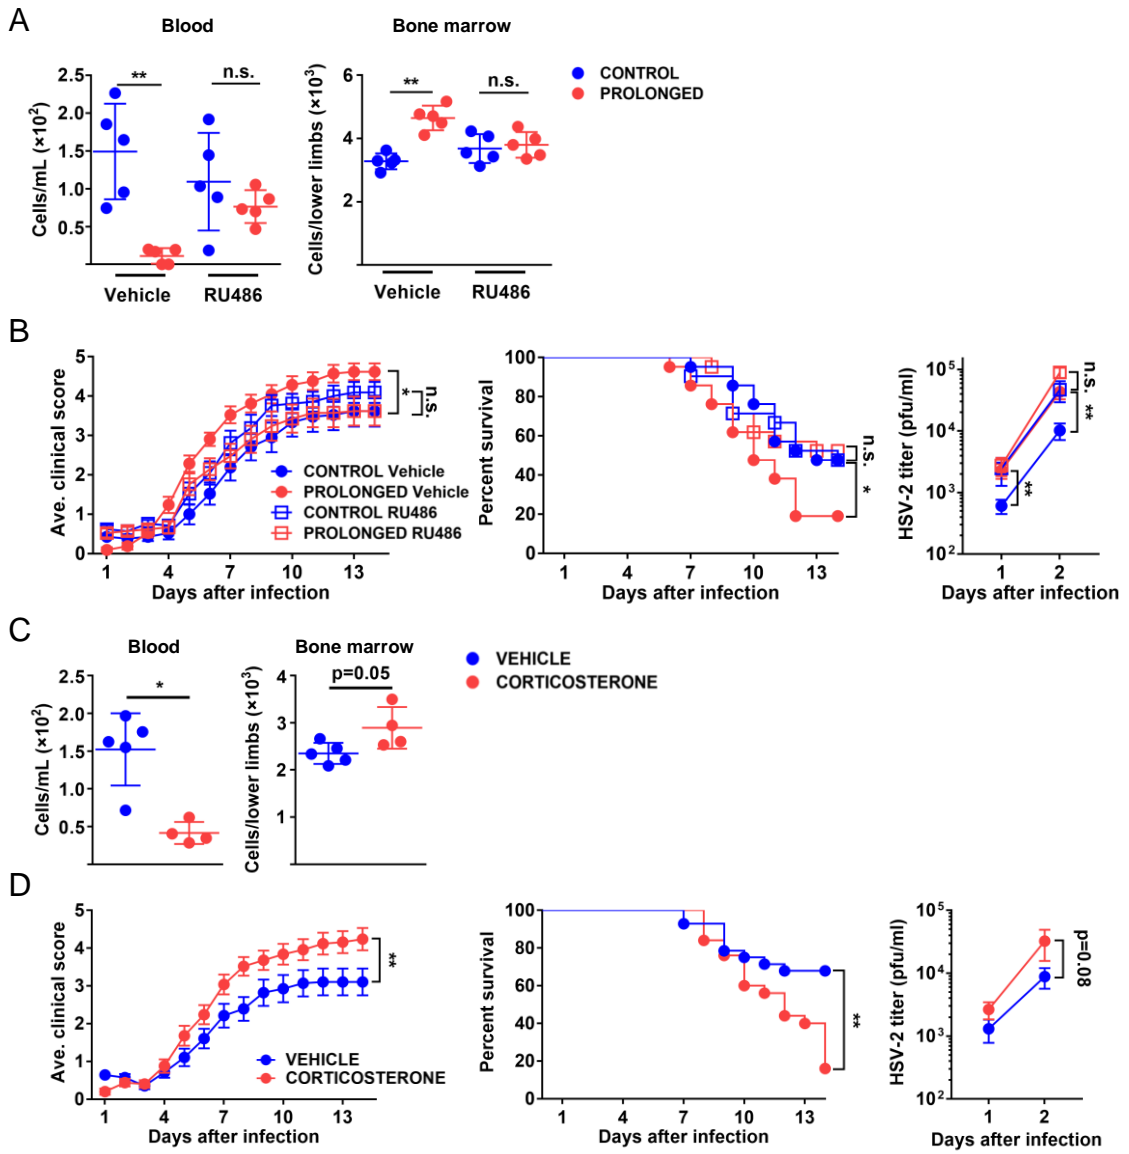 A
Blood
Bone marrow
Cells/mL (×10²)
2.5
2.0
1.5
1.0
0.5
**
n.s.
Vehicle
RU486
Cells/lower limbs (×10³)
6
4
2
**
n.s.
Vehicle
RU486
CONTROL
PROLONGED
B
Ave. clinical score
5
4
3
2
1
0
* n.s.
CONTROL Vehicle
PROLONGED Vehicle
CONTROL RU486
PROLONGED RU486
1 4 7 10 13
Days after infection
Percent survival
100
80
60
40
20
0
n.s.
*
1 4 7 10 13
Days after infection
HSV-2 titer (pfu/ml)
10⁵
10⁴
10³
10²
n.s.
**
**
1 2
Days after infection
C
Blood
Bone marrow
Cells/mL (×10²)
2.5
2.0
1.5
1.0
0.5
*
Cells/lower limbs (×10³)
4
3
2
1
p=0.05
VEHICLE
CORTICOSTERONE
D
Ave. clinical score
5
4
3
2
1
0
**
VEHICLE
CORTICOSTERONE
1 4 7 10 13
Days after infection
Percent survival
100
80
60
40
20
0
**
1 4 7 10 13
Days after infection
HSV-2 titer (pfu/ml)
10⁵
10⁴
10³
10²
p=0.08
1 2
Days after infection